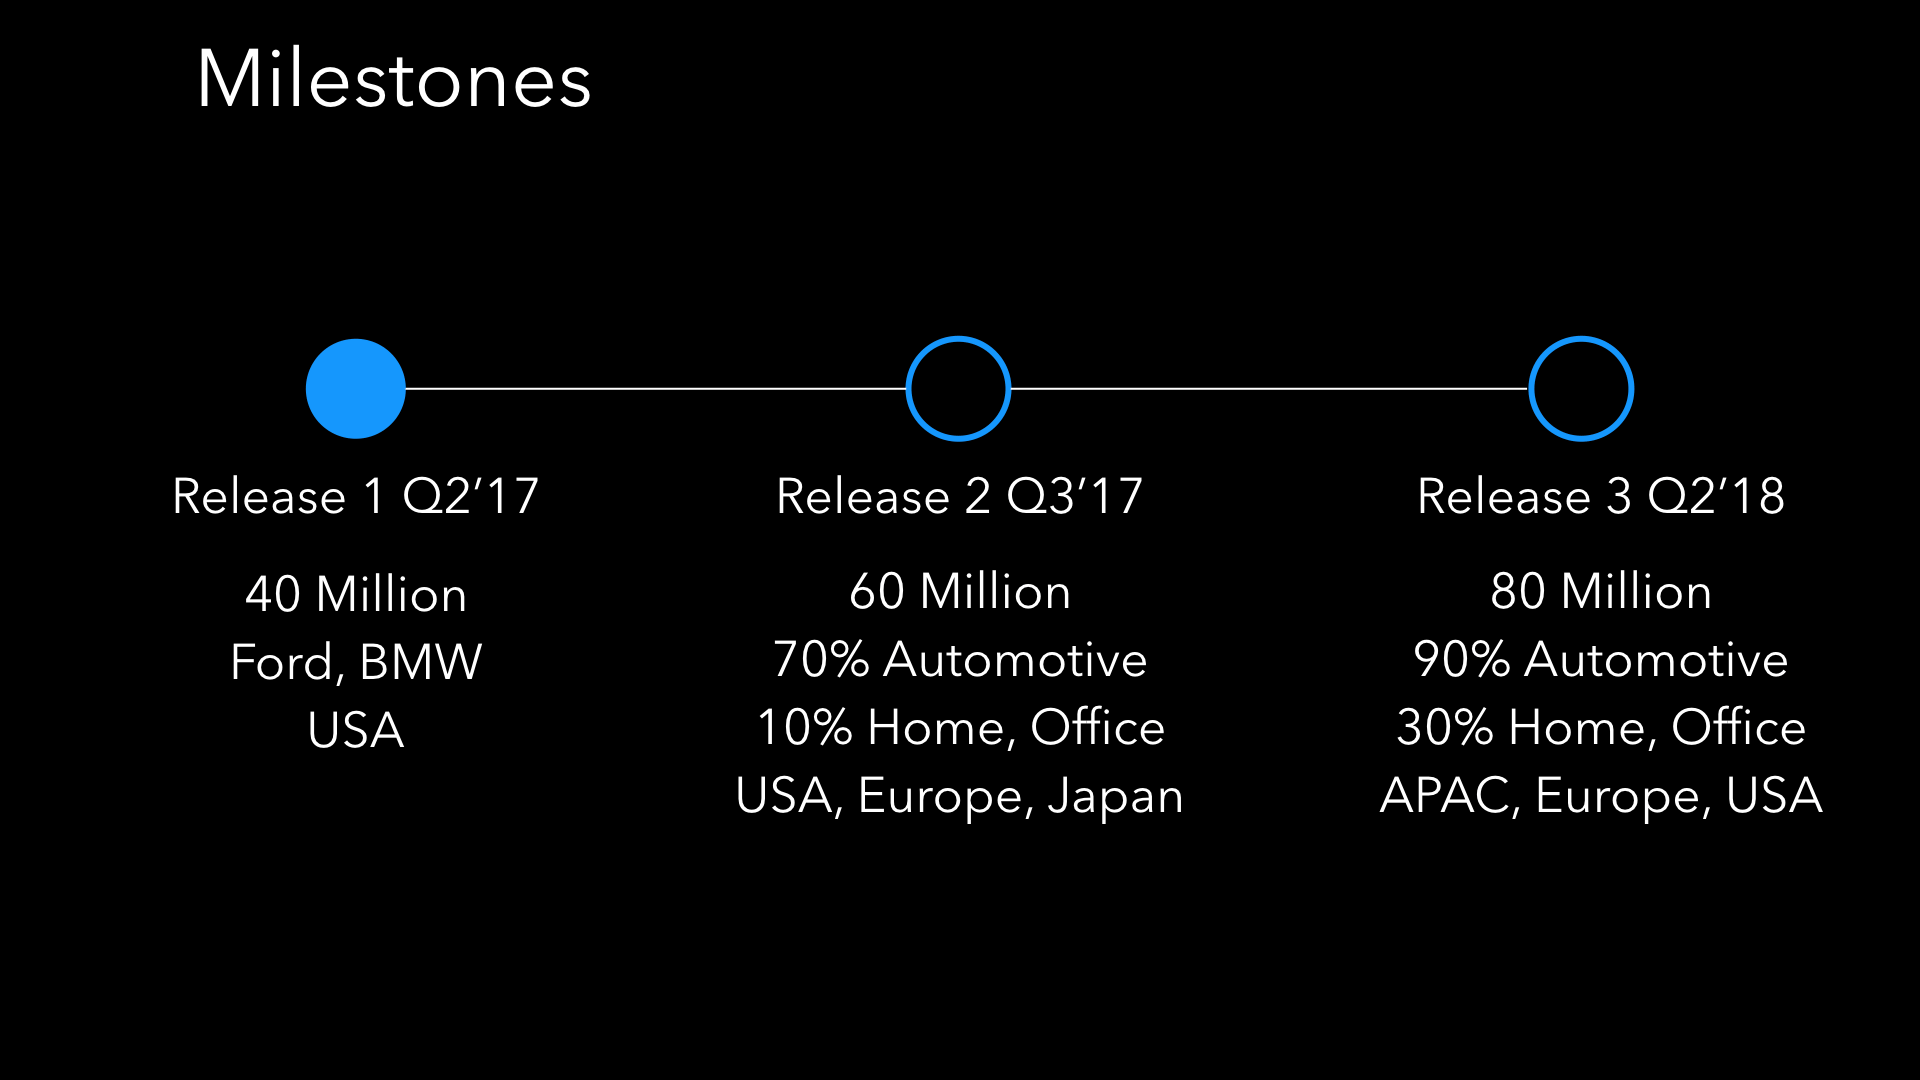 Milestones
Release 1 Q2’17
40 Million
Ford, BMW
USA
Release 2 Q3’17
60 Million
70% Automotive
10% Home, Office
USA, Europe, Japan
Release 3 Q2’18
80 Million
90% Automotive
30% Home, Office
APAC, Europe, USA